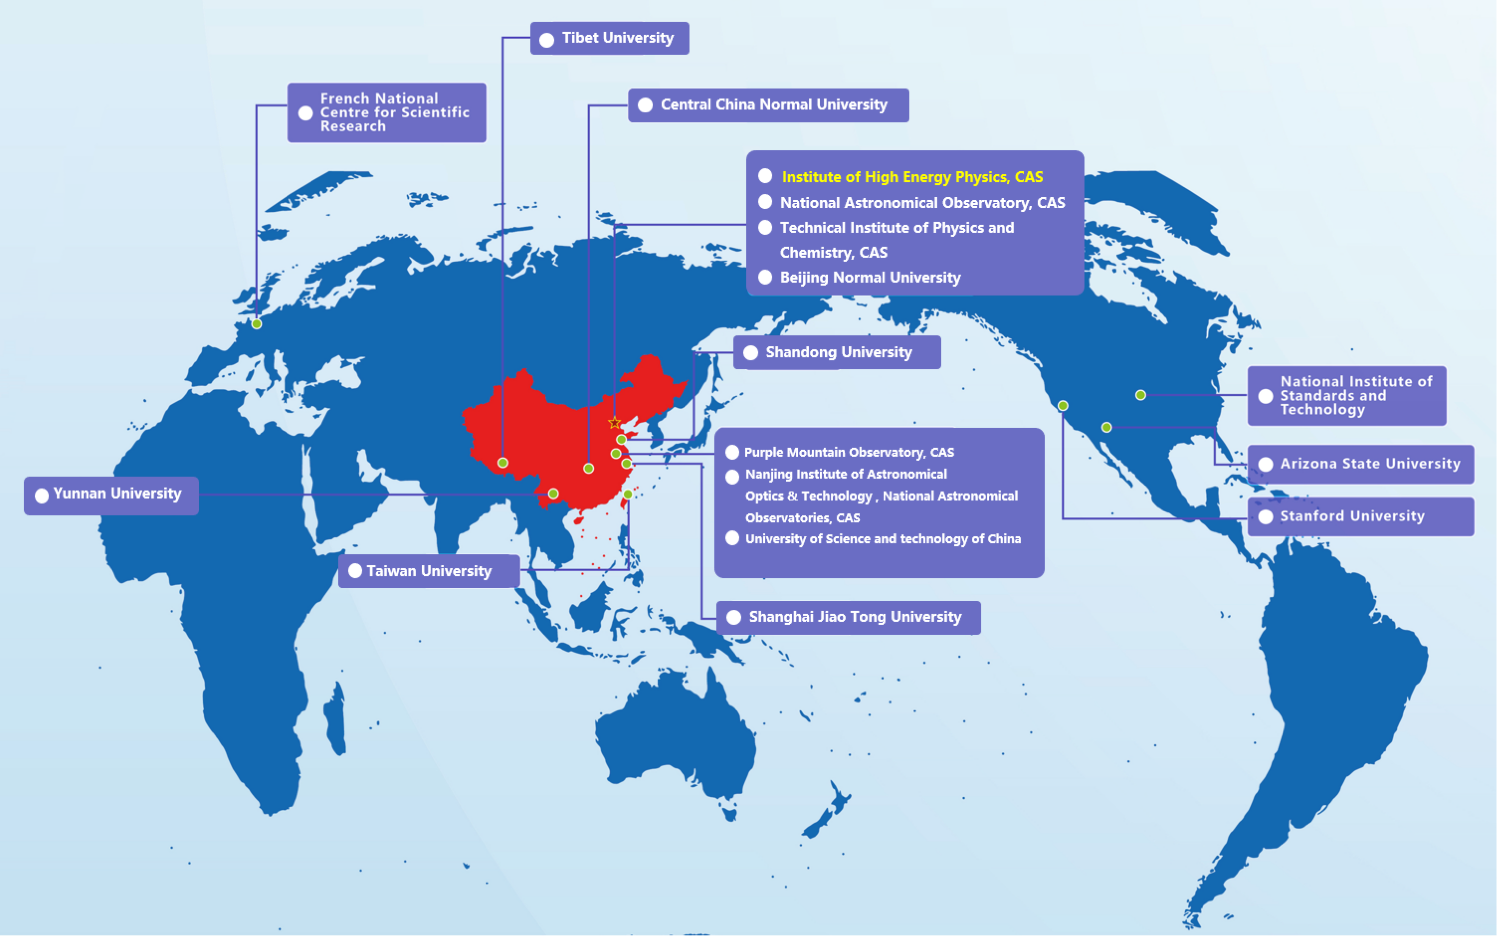 Tibet University
French National
Centre for Scientific
Research
Central China Normal University
Institute of High Energy Physics, CAS
National Astronomical Observatory, CAS
Technical Institute of Physics and
Chemistry, CAS
Beijing Normal University
Shandong University
National Institute of
Standards and
Technology
Purple Mountain Observatory, CAS
Nanjing Institute of Astronomical
Optics & Technology , National Astronomical
Observatories, CAS
University of Science and technology of China
Arizona State University
Yunnan University
Stanford University
Taiwan University
Shanghai Jiao Tong University